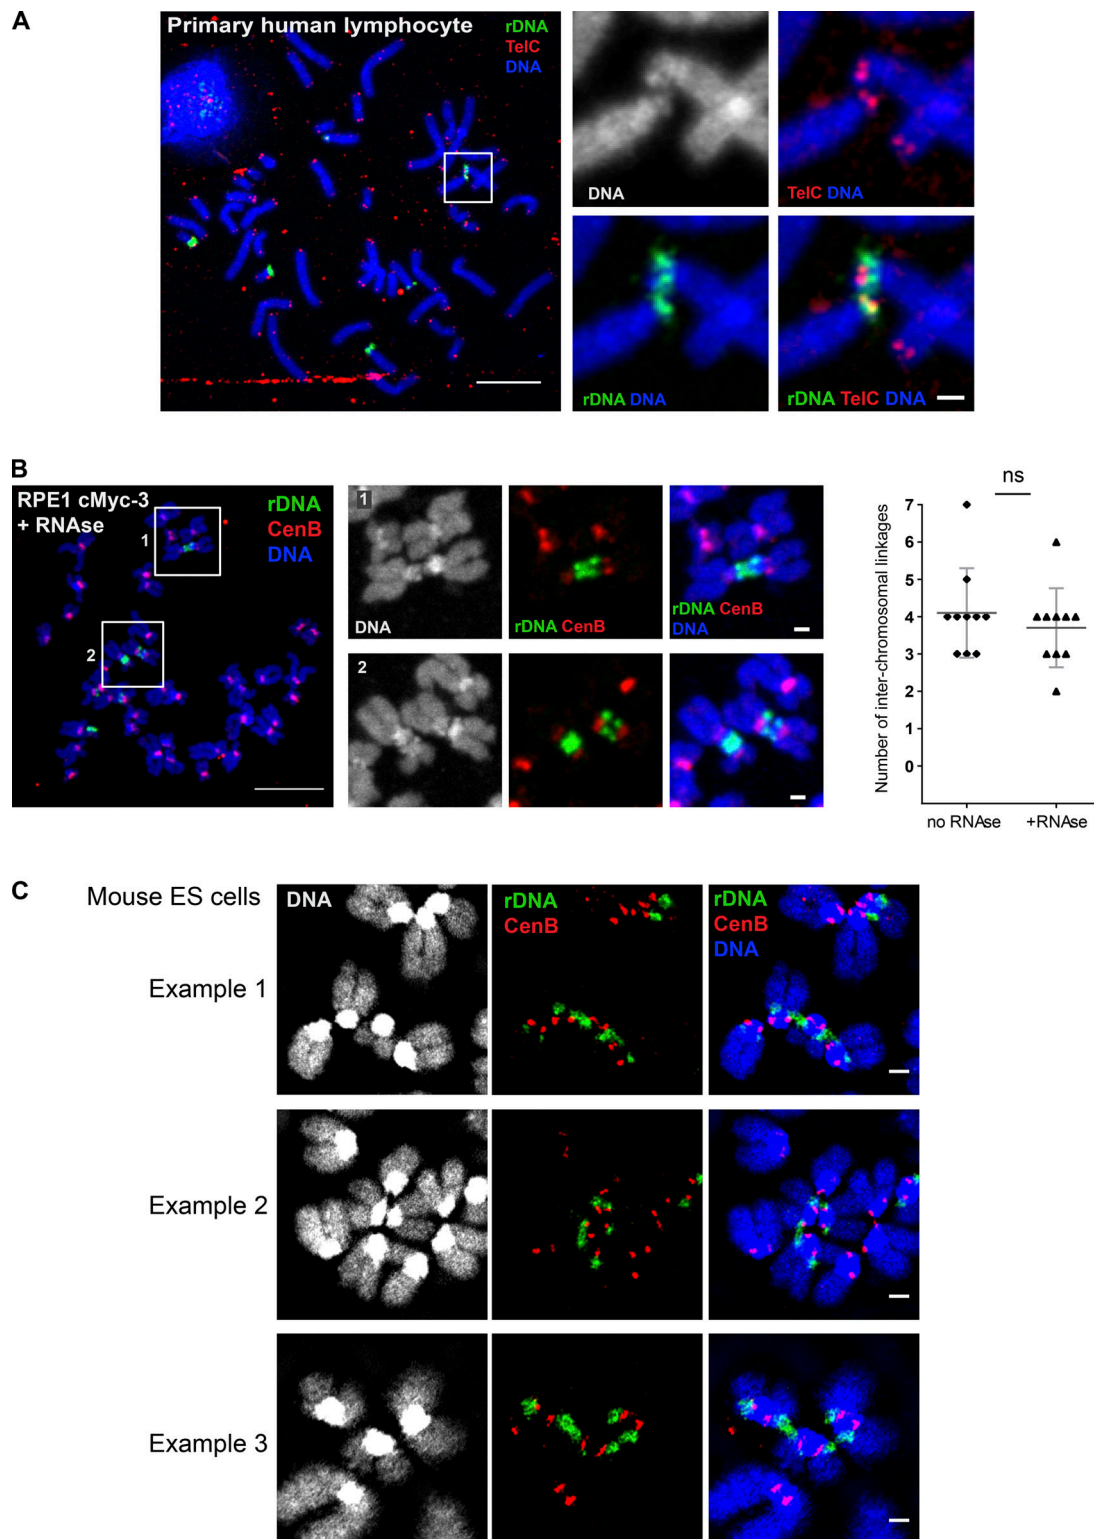 A
Primary human lymphocyte
rDNA
TelC
DNA
DNA
TelC DNA
rDNA DNA
rDNA TelC DNA
B
RPE1 cMyc-3
+ RNAse
rDNA
CenB
DNA
1
2
1
DNA
rDNA CenB
rDNA CenB
DNA
2
ns
Number of inter-chromosomal linkages
7
6
5
4
3
2
1
0
no RNAse
+RNAse
C
Mouse ES cells
DNA
rDNA
CenB
rDNA
CenB
DNA
Example 1
Example 2
Example 3